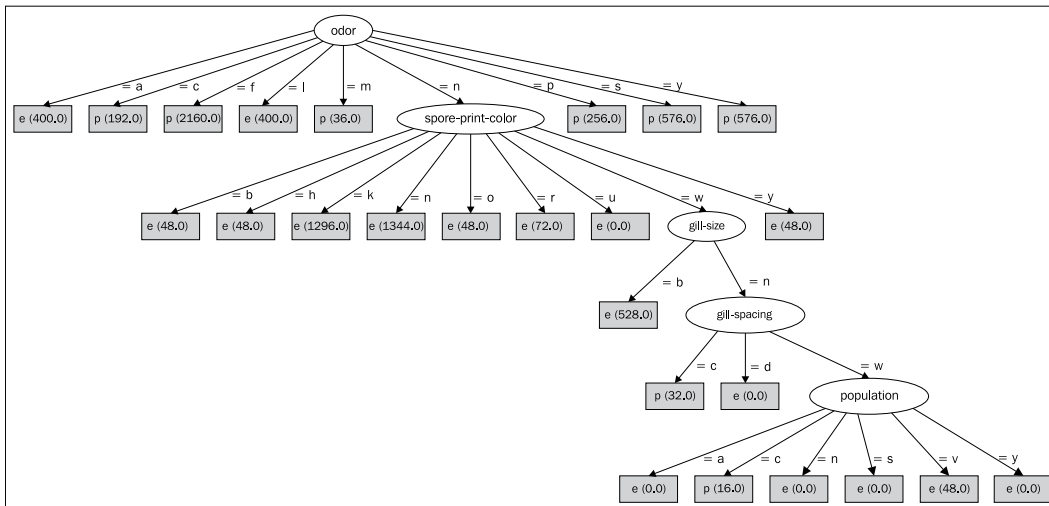 odor
= a = c = f = l = m = n = p = s = y
e (400.0) p (192.0) p (2160.0) e (400.0) p (36.0) spore-print-color p (256.0) p (576.0) p (576.0)
= b = h = k = n = o = r = u = w = y
e (48.0) e (48.0) e (1296.0) e (1344.0) e (48.0) e (72.0) e (0.0) gill-size e (48.0)
= b = n
e (528.0) gill-spacing
= c = d = w
p (32.0) e (0.0) population
= a = c = n = s = v = y
e (0.0) p (16.0) e (0.0) e (0.0) e (48.0) e (0.0)